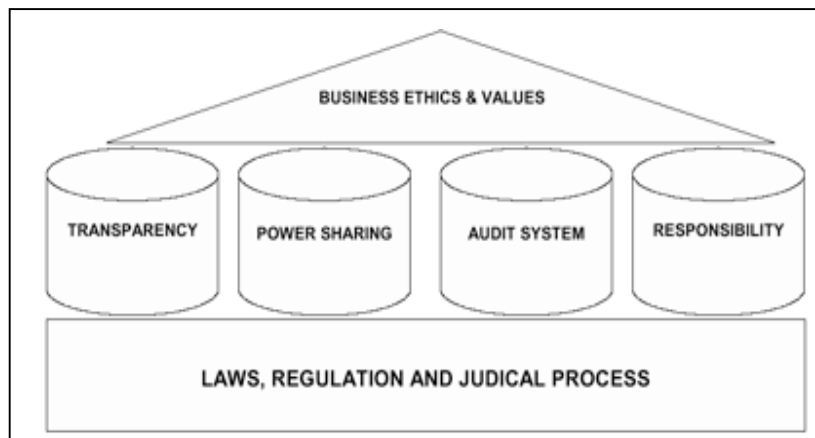 BUSINESS ETHICS & VALUES
TRANSPARENCY
POWER SHARING
AUDIT SYSTEM
RESPONSIBILITY
LAWS, REGULATION AND JUDICAL PROCESS